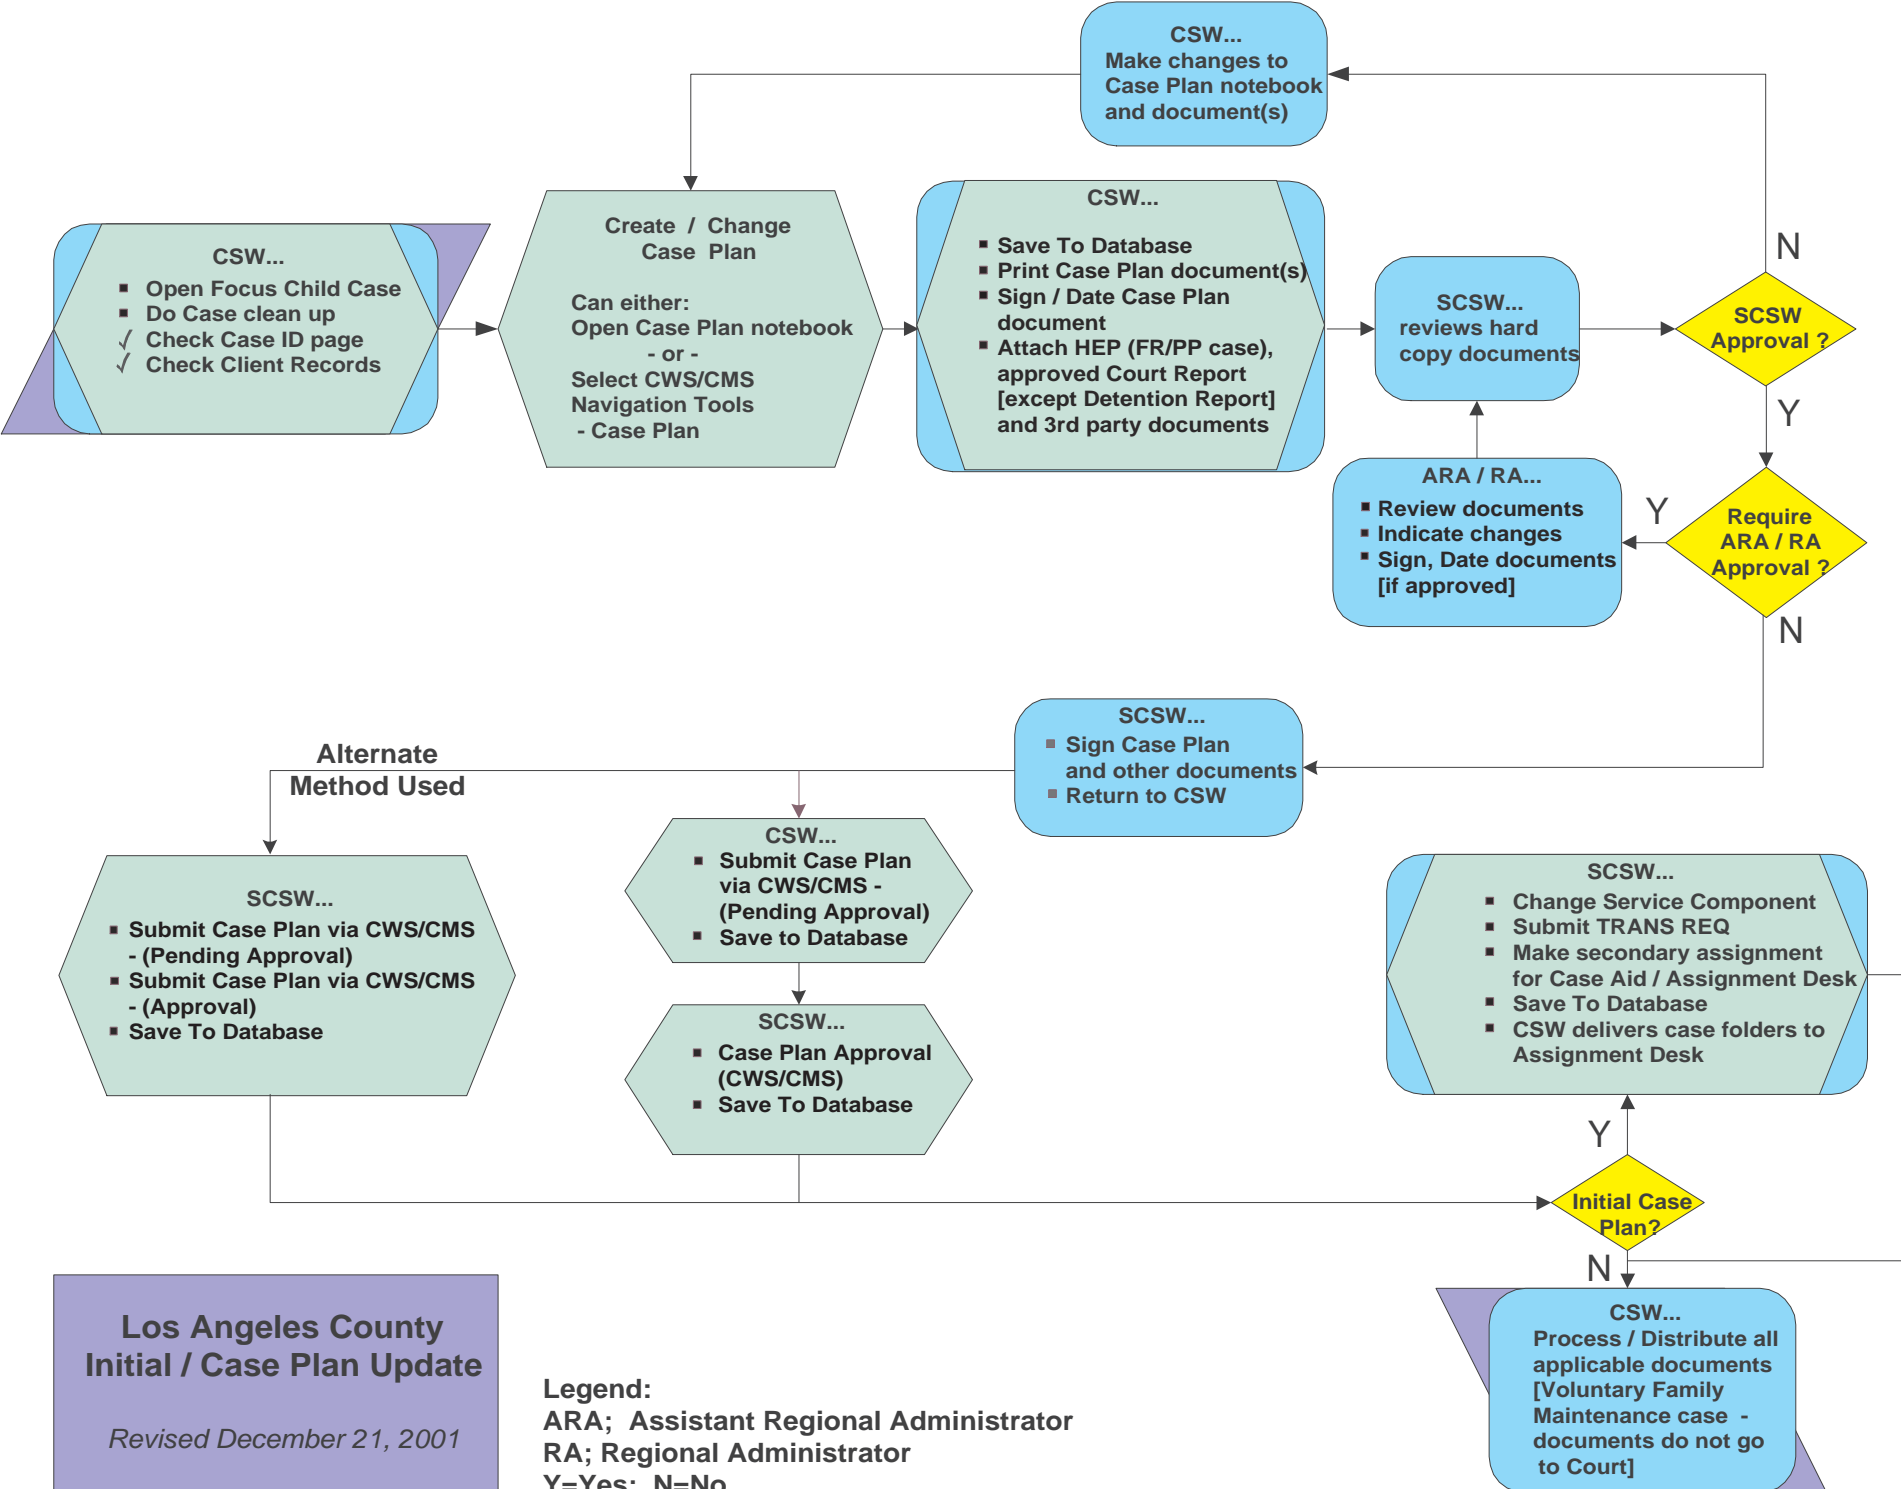 CSW...
Make changes to
Case Plan notebook
and document(s)
CSW...
Open Focus Child Case
Do Case clean up
Check Case ID page
Check Client Records
Create / Change
Case Plan
Can either:
Open Case Plan notebook
- or -
Select CWS/CMS
Navigation Tools
- Case Plan
CSW...
Save To Database
Print Case Plan document(s)
Sign / Date Case Plan
document
Attach HEP (FR/PP case),
approved Court Report
[except Detention Report]
and 3rd party documents
SCSW...
reviews hard
copy documents
N
SCSW
Approval ?
Y
ARA / RA...
Review documents
Indicate changes
Sign, Date documents
[if approved]
Y
Require
ARA / RA
Approval ?
N
SCSW...
Sign Case Plan
and other documents
Return to CSW
Alternate
Method Used
SCSW...
Submit Case Plan via CWS/CMS
- (Pending Approval)
Submit Case Plan via CWS/CMS
- (Approval)
Save To Database
CSW...
Submit Case Plan
via CWS/CMS -
(Pending Approval)
Save to Database
SCSW...
Case Plan Approval
(CWS/CMS)
Save To Database
SCSW...
Change Service Component
Submit TRANS REQ
Make secondary assignment
for Case Aid / Assignment Desk
Save To Database
CSW delivers case folders to
Assignment Desk
Y
Initial Case
Plan?
N
CSW...
Process / Distribute all
applicable documents
[Voluntary Family
Maintenance case -
documents do not go
to Court]
Los Angeles County
Initial / Case Plan Update
Revised December 21, 2001
Legend:
ARA; Assistant Regional Administrator
RA; Regional Administrator
Y=Yes; N=No